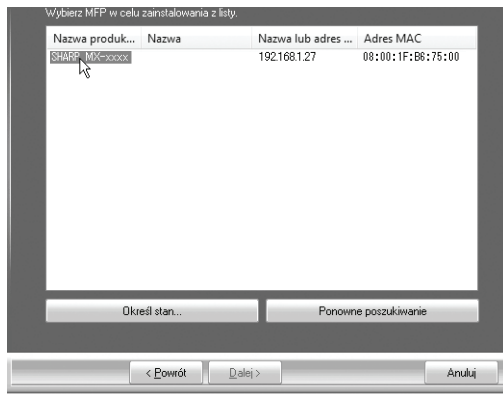 Wybierz MFP w celu zainstalowania z listy.
Nazwa produk... Nazwa Nazwa lub adres ... Adres MAC
SHARP MX-xxxx 192.168.1.27 08:00:1F:B6:75:00
Określ stan... Ponowne poszukiwanie
< Powrót Dalej > Anuluj